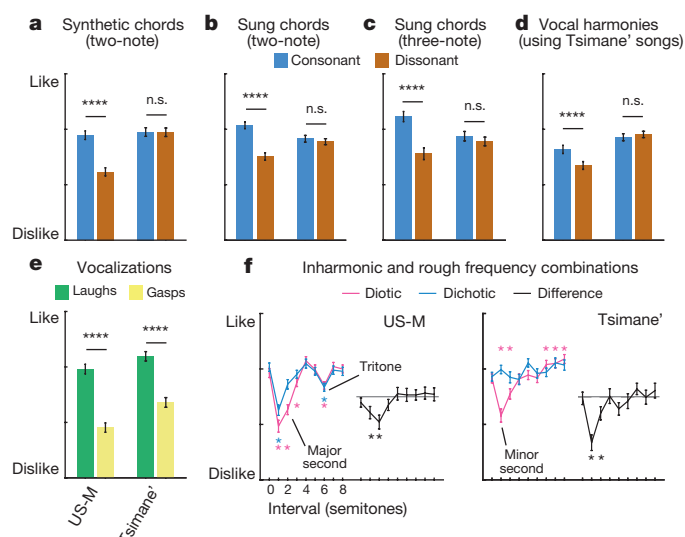 a Synthetic chords (two-note)
b Sung chords (two-note)
c Sung chords (three-note)
d Vocal harmonies (using Tsimane' songs)
Consonant Dissonant
Like
**** n.s.
**** n.s.
**** n.s.
**** n.s.
Dislike
e Vocalizations
Laughs Gasps
Like
**** ****
Dislike
US-M Tsimane'
f Inharmonic and rough frequency combinations
Diotic Dichotic Difference
Like
US-M
Tsimane'
* * * * *
Tritone
* *
* *
* * *
* *
Major second
Minor second
* *
Dislike
0 2 4 6 8
Interval (semitones)